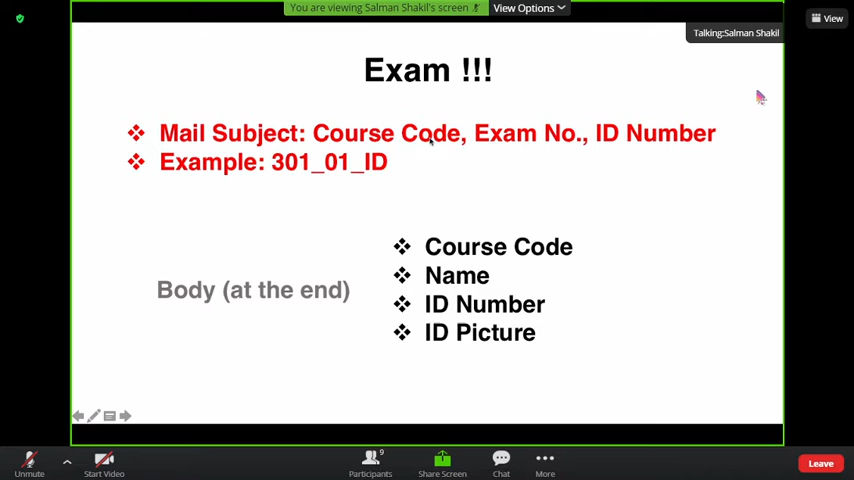 You are viewing Salman Shakil's screen
View Options
View
Talking:Salman Shakil
Exam !!!
❖ Mail Subject: Course Code, Exam No., ID Number
❖ Example: 301_01_ID
Body (at the end)
❖ Course Code
❖ Name
❖ ID Number
❖ ID Picture
Unmute
Start Video
9
Participants
Share Screen
Chat
More
Leave